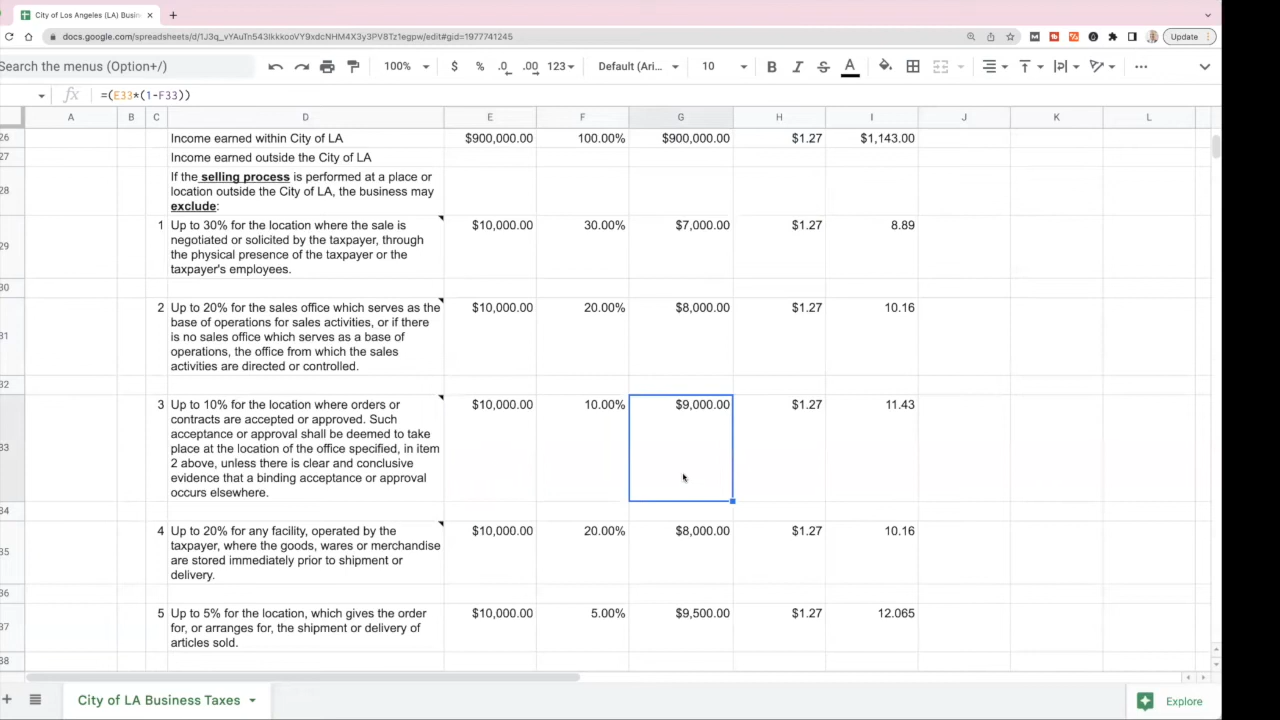 City of Los Angeles (LA) Busin
docs.google.com/spreadsheets/d/1J3q_vYAuTn543IkkkooVY9xdcNHM4X3y3PV8Tz1egpw/edit#gid=1977741245
Update
Search the menus (Option+/)
100%
$ % .0 .00 123
Default (Ari...
10
B I S A
fx =(E33*(1-F33))
A B C D E F G H I J K L
26 Income earned within City of LA $900,000.00 100.00% $900,000.00 $1.27 $1,143.00
27 Income earned outside the City of LA
28 If the selling process is performed at a place or
location outside the City of LA, the business may
exclude:
29 1 Up to 30% for the location where the sale is $10,000.00 30.00% $7,000.00 $1.27 8.89
negotiated or solicited by the taxpayer, through
the physical presence of the taxpayer or the
taxpayer's employees.
30
31 2 Up to 20% for the sales office which serves as the $10,000.00 20.00% $8,000.00 $1.27 10.16
base of operations for sales activities, or if there
is no sales office which serves as a base of
operations, the office from which the sales
activities are directed or controlled.
32
33 3 Up to 10% for the location where orders or $10,000.00 10.00% $9,000.00 $1.27 11.43
contracts are accepted or approved. Such
acceptance or approval shall be deemed to take
place at the location of the office specified, in item
2 above, unless there is clear and conclusive
evidence that a binding acceptance or approval
occurs elsewhere.
34
35 4 Up to 20% for any facility, operated by the $10,000.00 20.00% $8,000.00 $1.27 10.16
taxpayer, where the goods, wares or merchandise
are stored immediately prior to shipment or
delivery.
36
37 5 Up to 5% for the location, which gives the order $10,000.00 5.00% $9,500.00 $1.27 12.065
for, or arranges for, the shipment or delivery of
articles sold.
38
City of LA Business Taxes
Explore